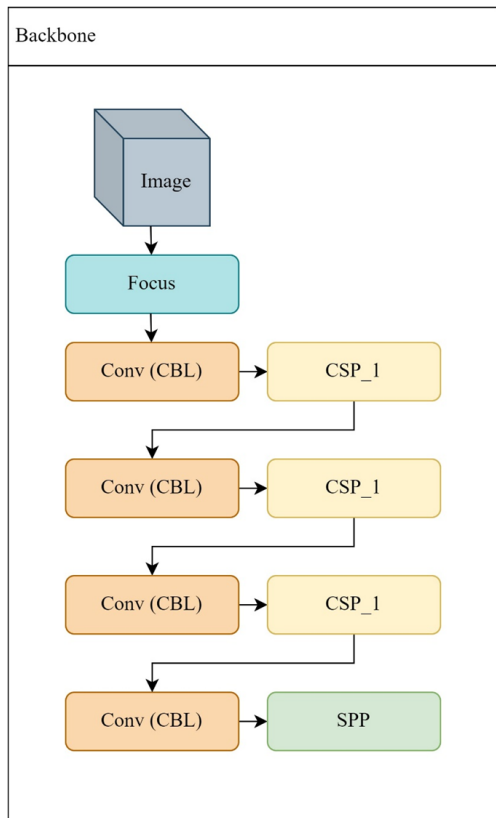 Backbone
Image
Focus
Conv (CBL)
CSP_1
Conv (CBL)
CSP_1
Conv (CBL)
CSP_1
Conv (CBL)
SPP